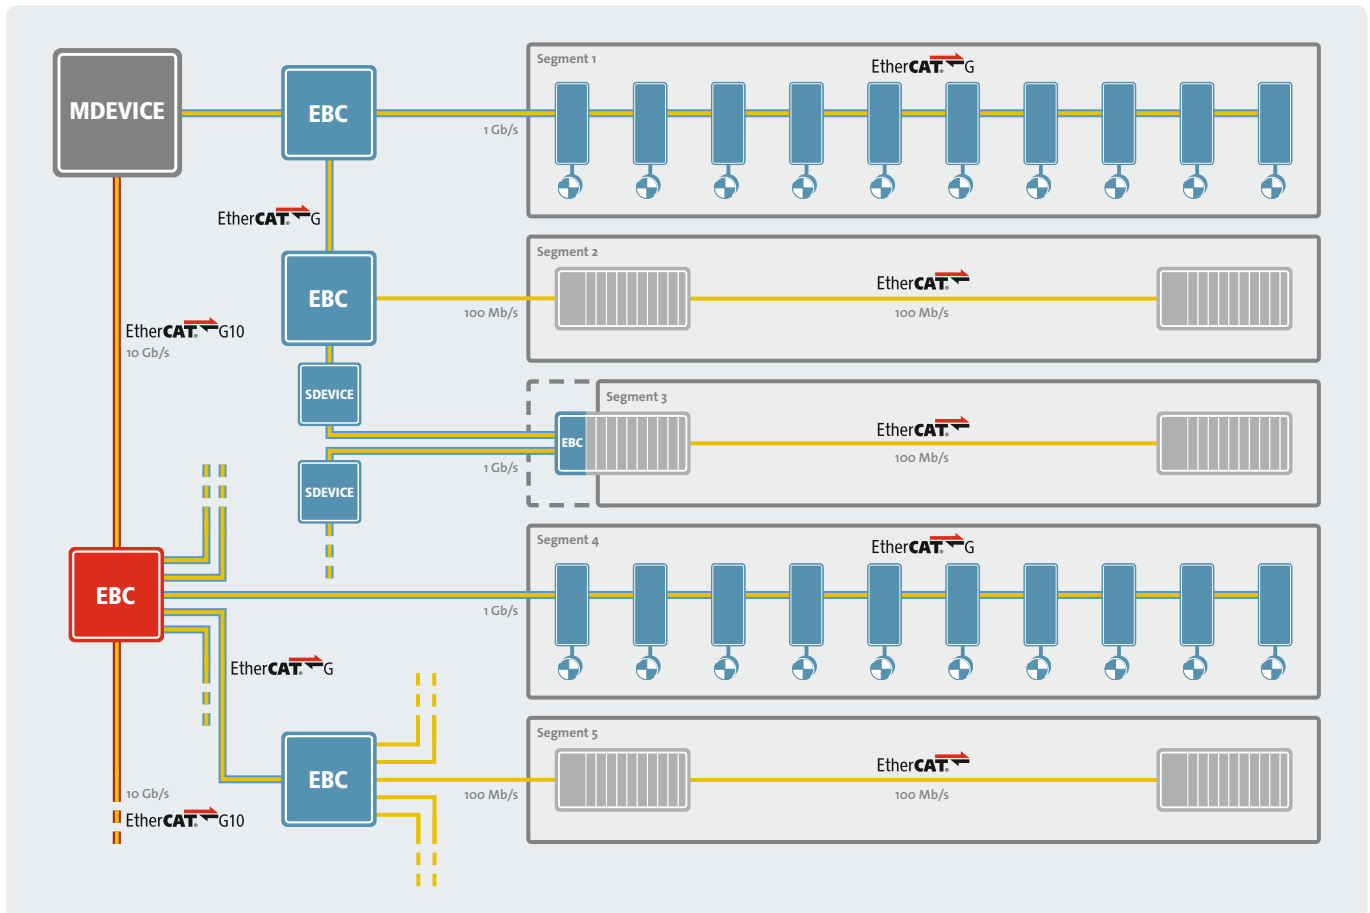 Segment 1
EtherCAT® G
MDEVICE
EBC
1 Gb/s
EtherCAT® G
Segment 2
EBC
EtherCAT®
100 Mb/s
100 Mb/s
EtherCAT® G10
10 Gb/s
SDEVICE
Segment 3
EtherCAT®
EBC
100 Mb/s
1 Gb/s
SDEVICE
Segment 4
EtherCAT® G
EBC
1 Gb/s
EtherCAT® G
Segment 5
EtherCAT®
EBC
100 Mb/s
100 Mb/s
10 Gb/s
EtherCAT® G10